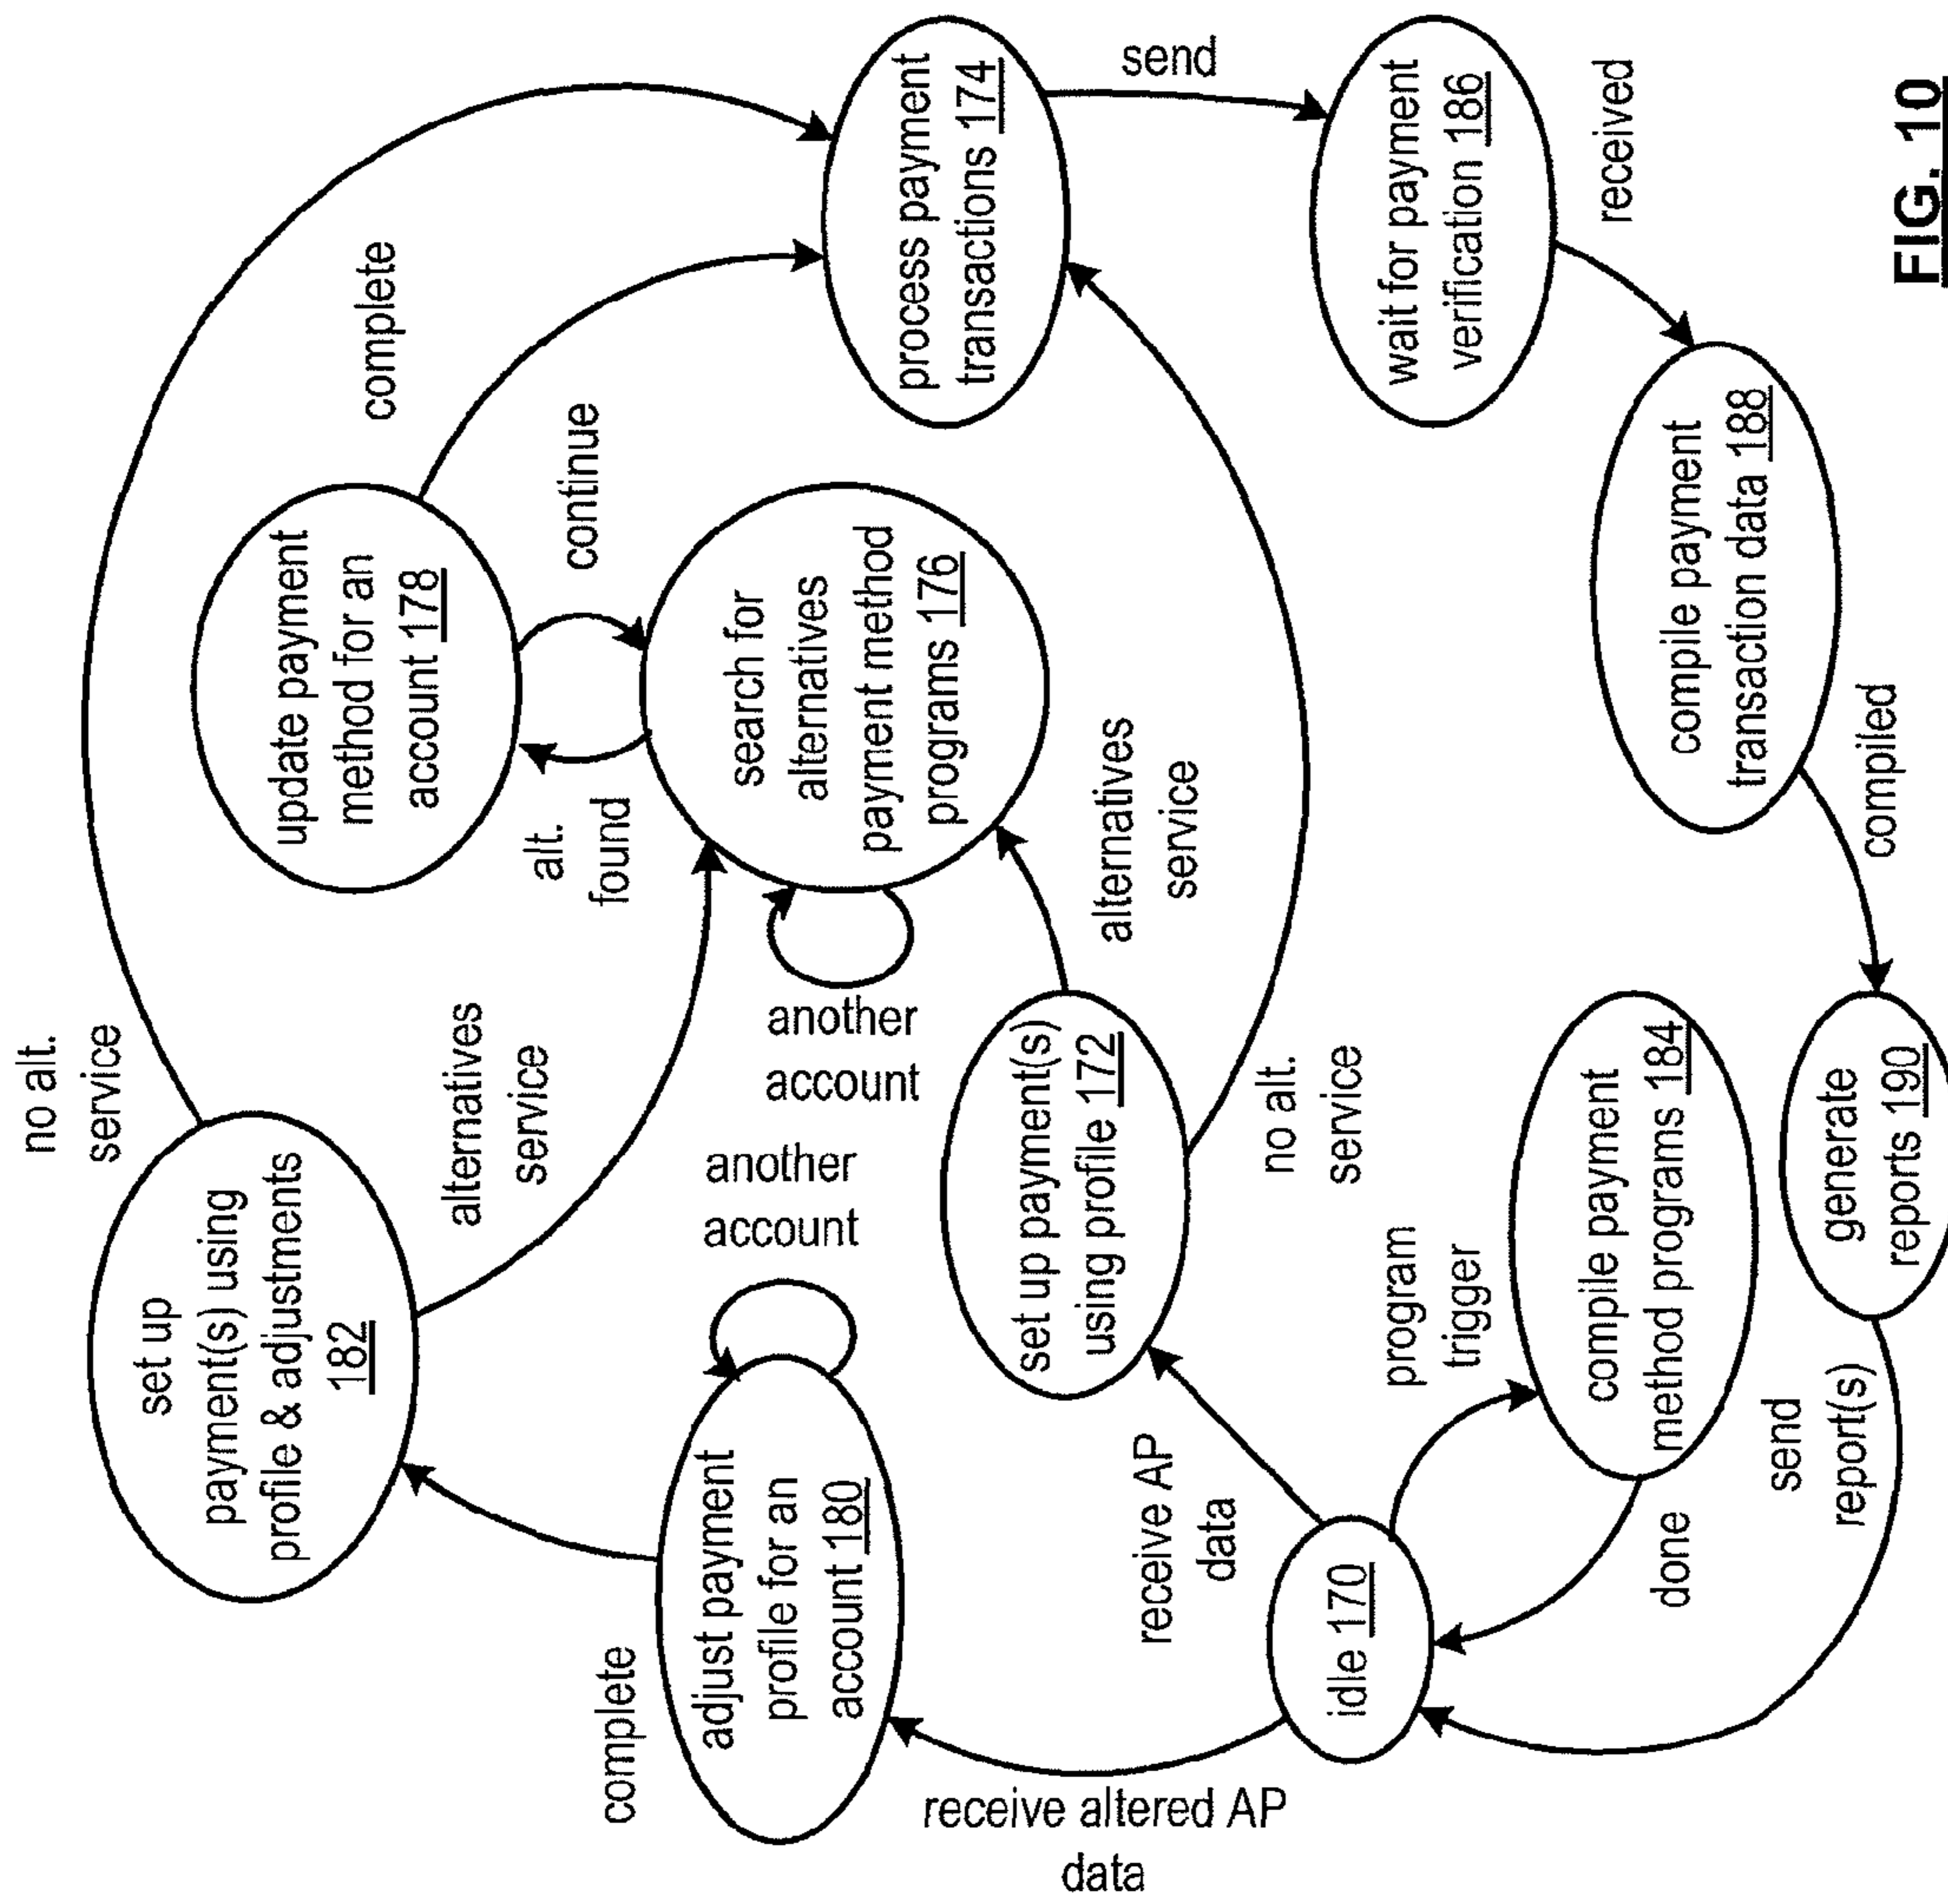 no alt.
service
set up
payment(s) using
profile & adjustments
182
complete
alternatives
service
update payment
method for an
account 178
complete
alt.
found
continue
another
account
adjust payment
profile for an
account 180
another
account
search for
alternatives
payment method
programs 176
process payment
transactions 174
receive altered AP
data
set up payment(s)
using profile 172
alternatives
service
send
receive AP
data
no alt.
service
idle 170
program
trigger
wait for payment
verification 186
received
done
compile payment
method programs 184
compile payment
transaction data 188
compiled
send
report(s)
generate
reports 190
FIG. 10